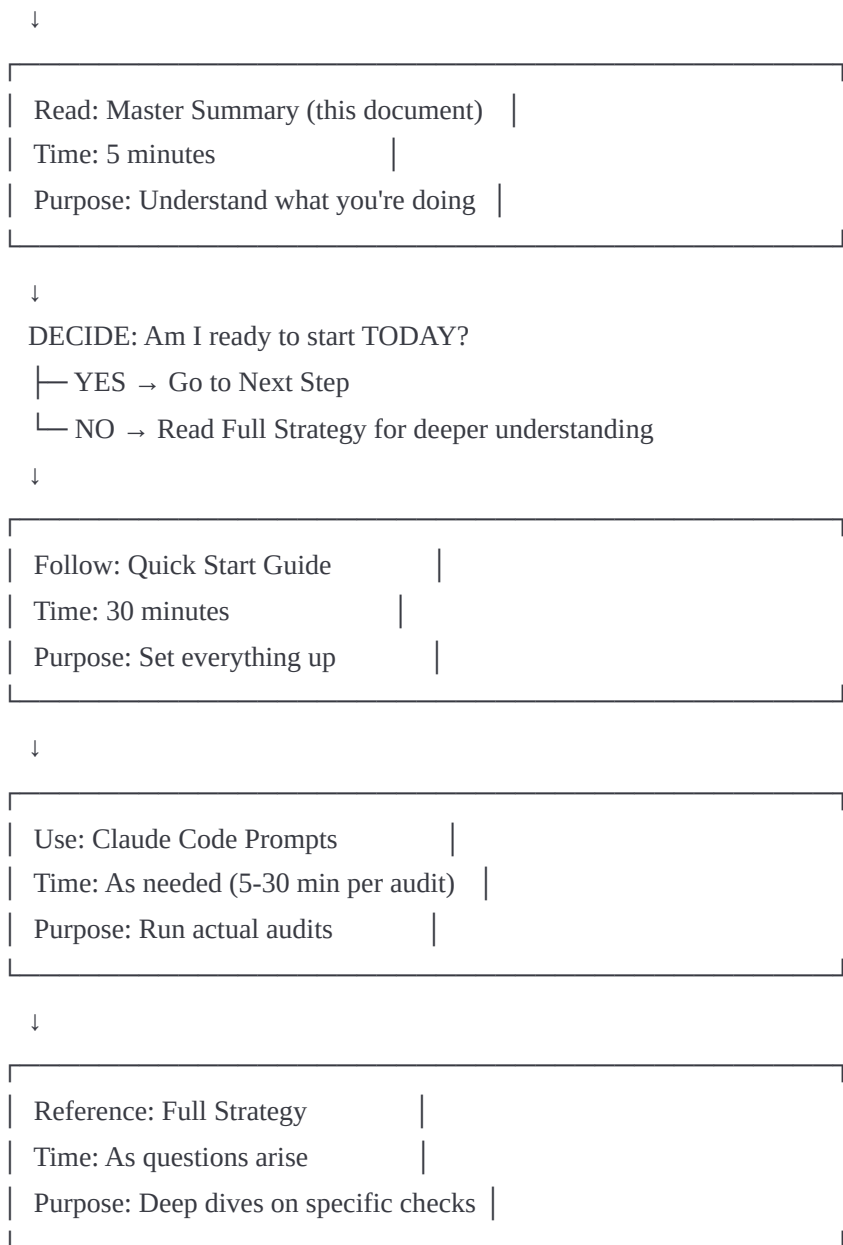 ↓
┌─────────────────────────────────────────┐
│ Read: Master Summary (this document) │
│ Time: 5 minutes │
│ Purpose: Understand what you're doing │
└─────────────────────────────────────────┘
↓
DECIDE: Am I ready to start TODAY?
├─ YES → Go to Next Step
└─ NO → Read Full Strategy for deeper understanding
↓
┌─────────────────────────────────────────┐
│ Follow: Quick Start Guide │
│ Time: 30 minutes │
│ Purpose: Set everything up │
└─────────────────────────────────────────┘
↓
┌─────────────────────────────────────────┐
│ Use: Claude Code Prompts │
│ Time: As needed (5-30 min per audit) │
│ Purpose: Run actual audits │
└─────────────────────────────────────────┘
↓
┌─────────────────────────────────────────┐
│ Reference: Full Strategy │
│ Time: As questions arise │
│ Purpose: Deep dives on specific checks │